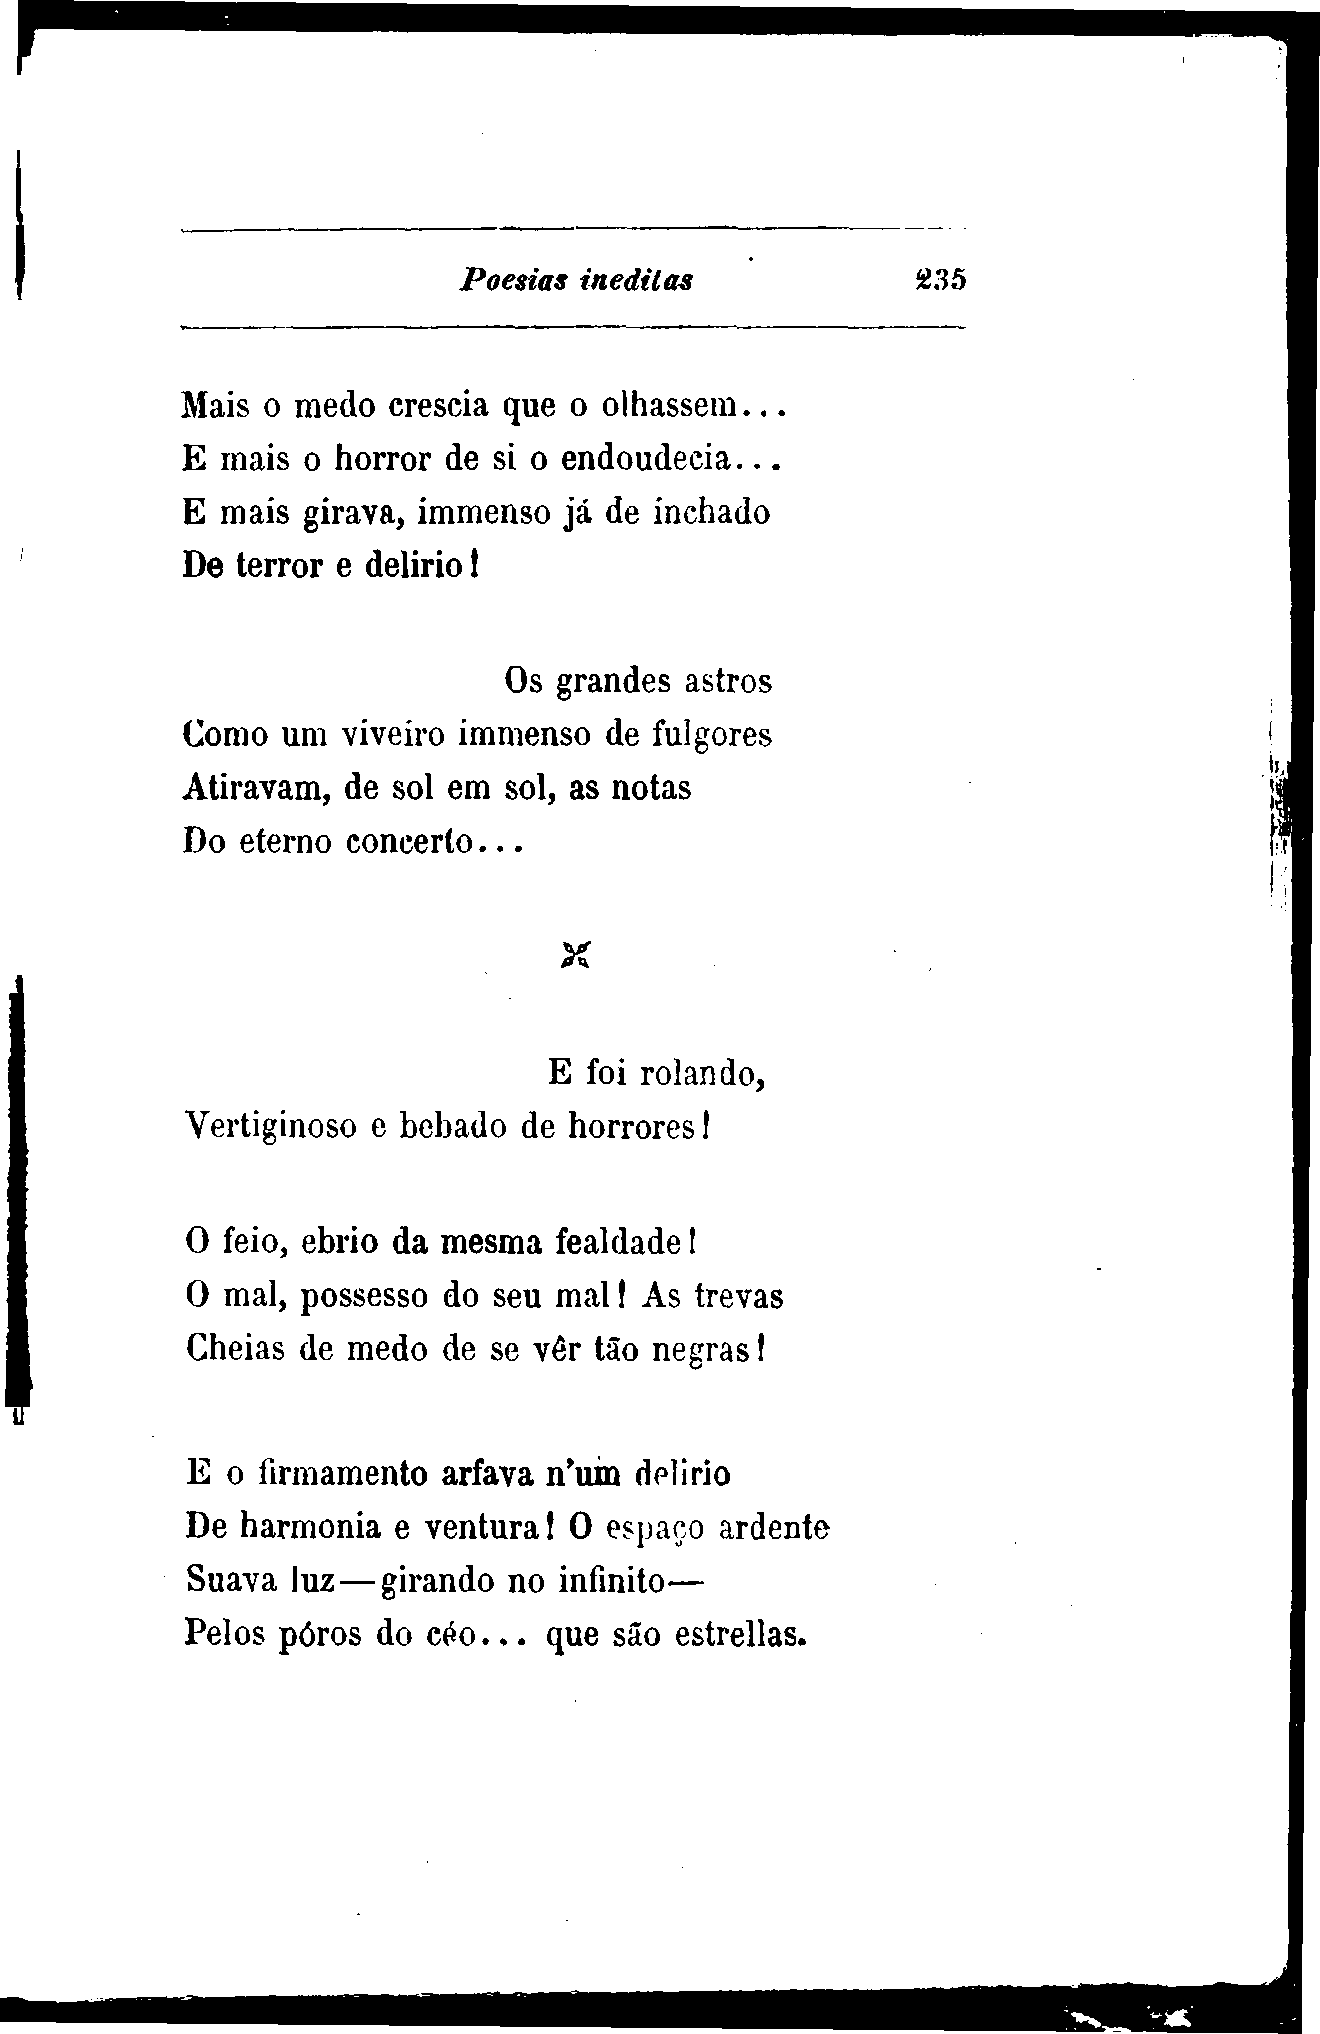 Poesias ineditas 235
Mais o medo crescia que o olhassem...
E mais o horror de si o endoudecia...
E mais girava, immenso já de inchado
De terror e delirio!
Os grandes astros
Como um viveiro immenso de fulgores
Atiravam, de sol em sol, as notas
Do eterno concerto...
E foi rolando,
Vertiginoso e bebado de horrores!
O feio, ebrio da mesma fealdade!
O mal, possesso do seu mal! As trevas
Cheias de medo de se vêr tão negras!
E o firmamento arfava n'um delirio
De harmonia e ventura! O espaço ardente
Suava luz—girando no infinito—
Pelos póros do céo... que são estrellas.